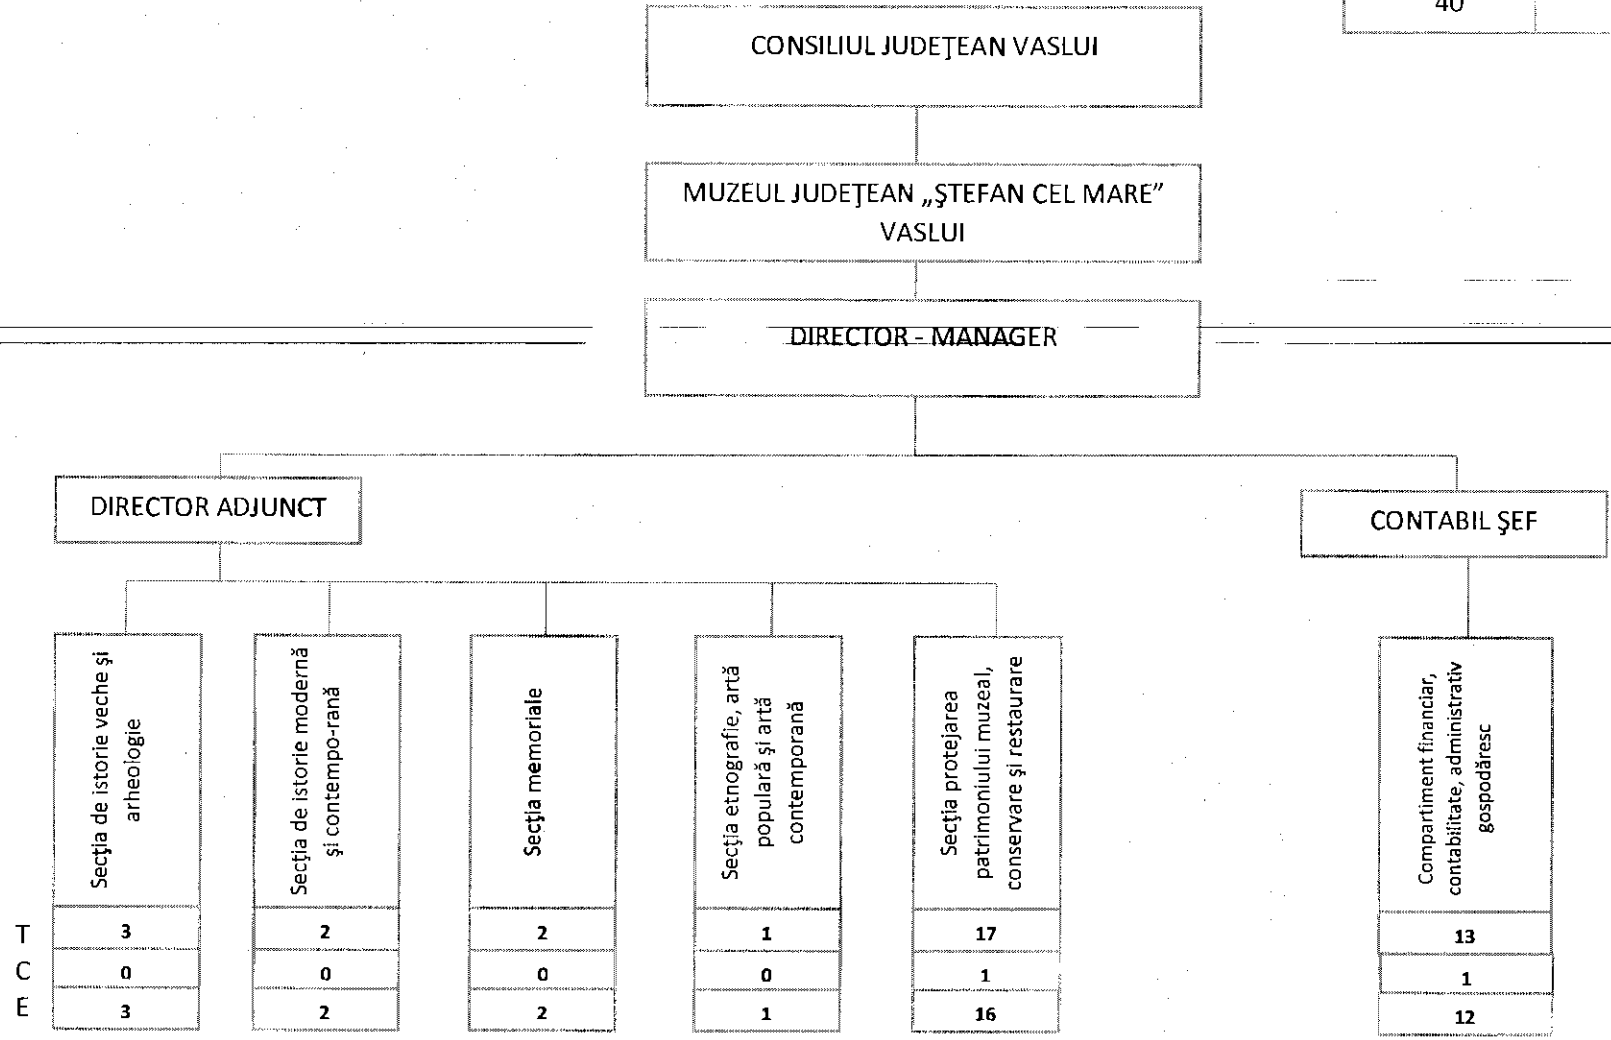 40
CONSILIUL JUDEŢEAN VASLUI
MUZEUL JUDEŢEAN „ŞTEFAN CEL MARE”
VASLUI
DIRECTOR - MANAGER
DIRECTOR ADJUNCT
CONTABIL ŞEF
Secţia de istorie veche şi
arheologie
Secţia de istorie modernă
şi contempo-rană
Secţia memoriale
Secţia etnografie, artă
populară şi artă
contemporană
Secţia protejarea
patrimoniului muzeal,
conservare şi restaurare
Compartiment financiar,
contabilitate, administrativ
gospodăresc
T 3 2 2 1 17 13
C 0 0 0 0 1 1
E 3 2 2 1 16 12